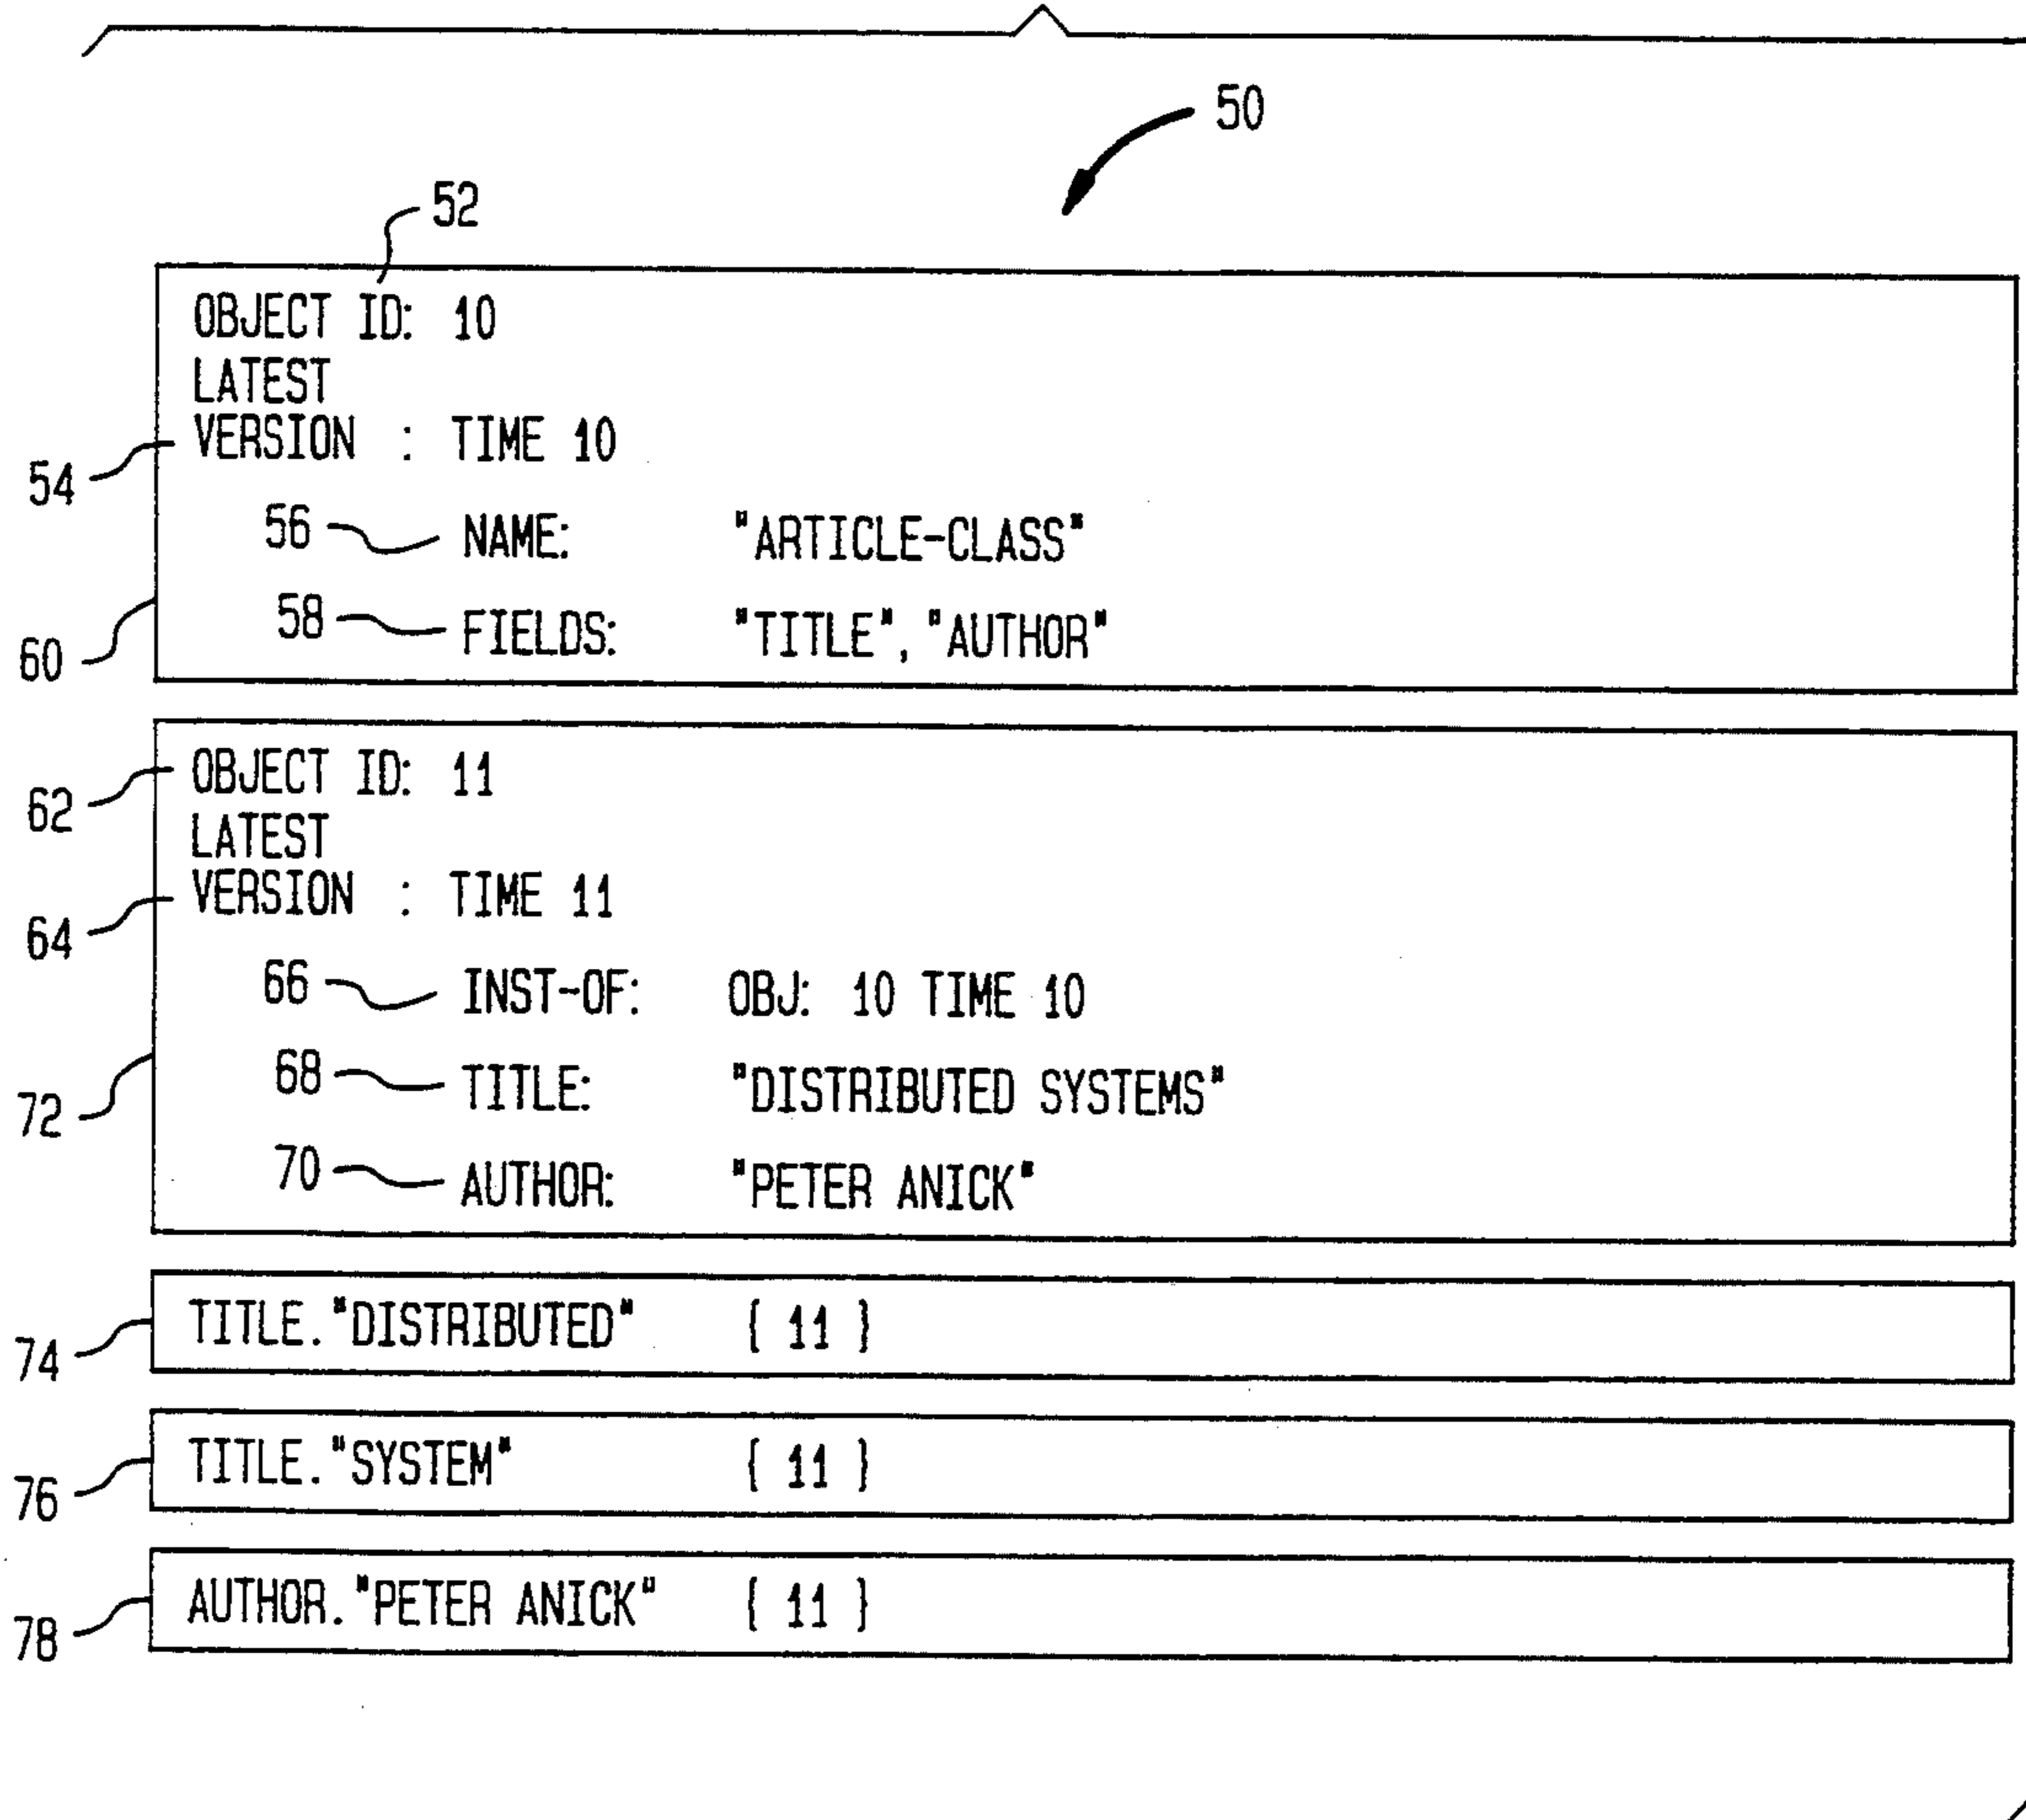 50
52
OBJECT ID: 10
LATEST
VERSION : TIME 10
54
56 NAME: "ARTICLE-CLASS"
58 FIELDS: "TITLE", "AUTHOR"
60
OBJECT ID: 11
62
LATEST
VERSION : TIME 11
64
66 INST-OF: OBJ: 10 TIME 10
68 TITLE: "DISTRIBUTED SYSTEMS"
72
70 AUTHOR: "PETER ANICK"
TITLE."DISTRIBUTED" { 11 }
74
TITLE."SYSTEM" { 11 }
76
AUTHOR."PETER ANICK" { 11 }
78